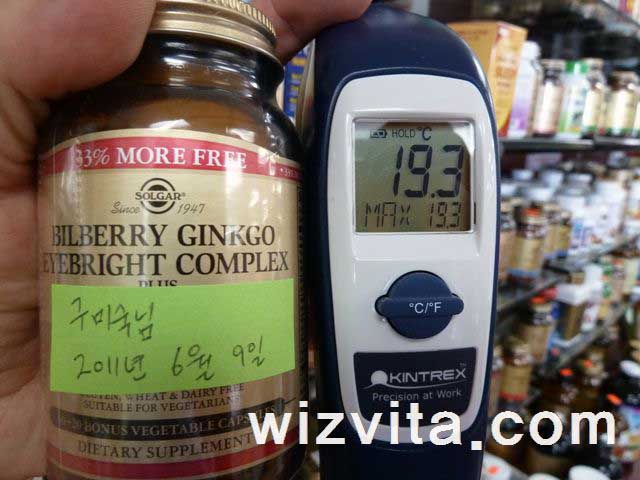 33% MORE FREE
SOLGAR
Since 1947
BILBERRY GINKGO
EYEBRIGHT COMPLEX
PLUS
구미숙님
2011년 6월 9일
GLUTEN, WHEAT & DAIRY FREE
SUITABLE FOR VEGETARIANS
BONUS VEGETABLE CAPSULES
DIETARY SUPPLEMENT
HOLD °C
19.3
MAX 19.3
°C/°F
KINTREX
Precision at Work
wizvita.com